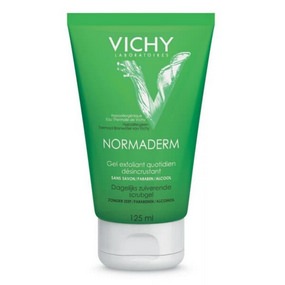 VICHY
LABORATOIRES
NORMADERM
Gel exfoliant quotidien
désincrustant
SANS SAVON/PARABEN/ALCOOL
Dagelijks zuiverende
scrubgel
ZONDER ZEEP/PARABEEN/ALCOHOL
125 ml